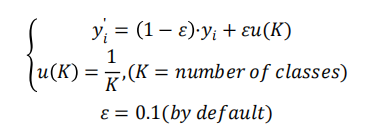 y′ᵢ = (1 − ε)·yᵢ + εu(K)
u(K) = 1/K,(K = number of classes)
ε = 0.1(by default)